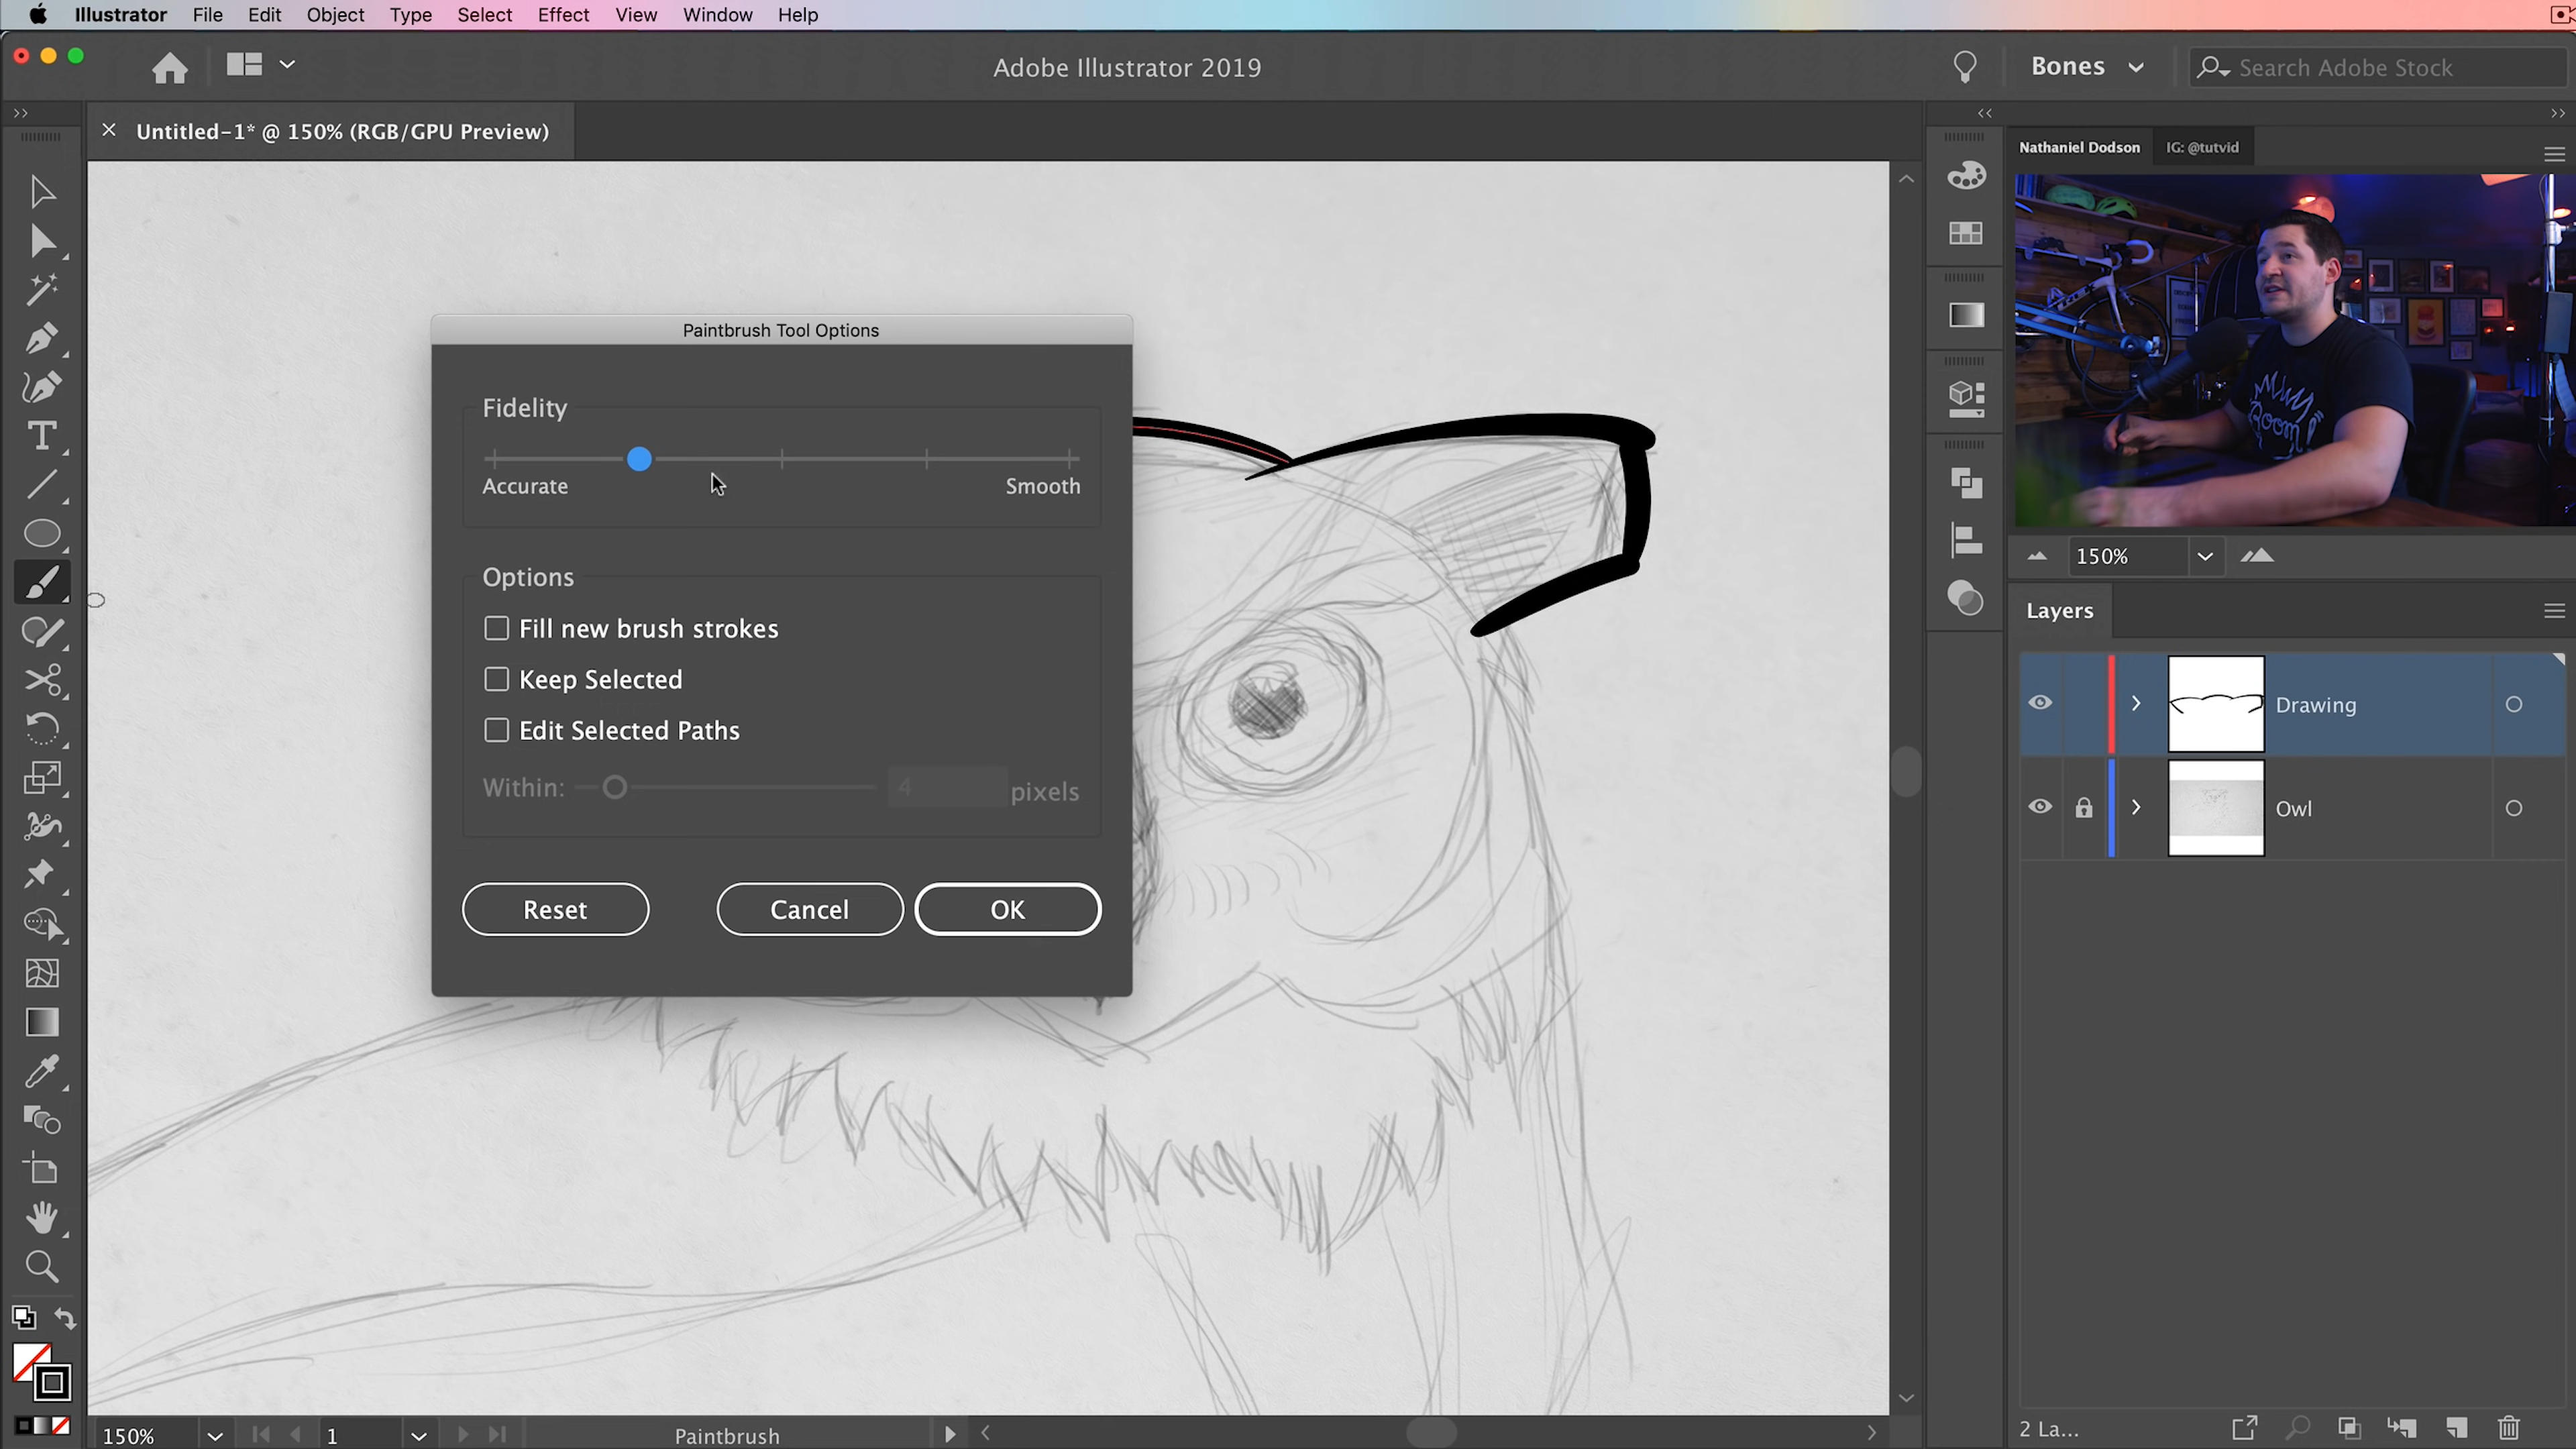 Illustrator File Edit Object Type Select Effect View Window Help
Adobe Illustrator 2019
Bones
Search Adobe Stock
Untitled-1* @ 150% (RGB/GPU Preview)
Nathaniel Dodson
IG: @tutvid
Paintbrush Tool Options
Fidelity
Accurate
Smooth
Options
Fill new brush strokes
Keep Selected
Edit Selected Paths
Within:
4
pixels
Reset
Cancel
OK
Boom!
150%
Layers
Drawing
Owl
150%
1
Paintbrush
2 La...